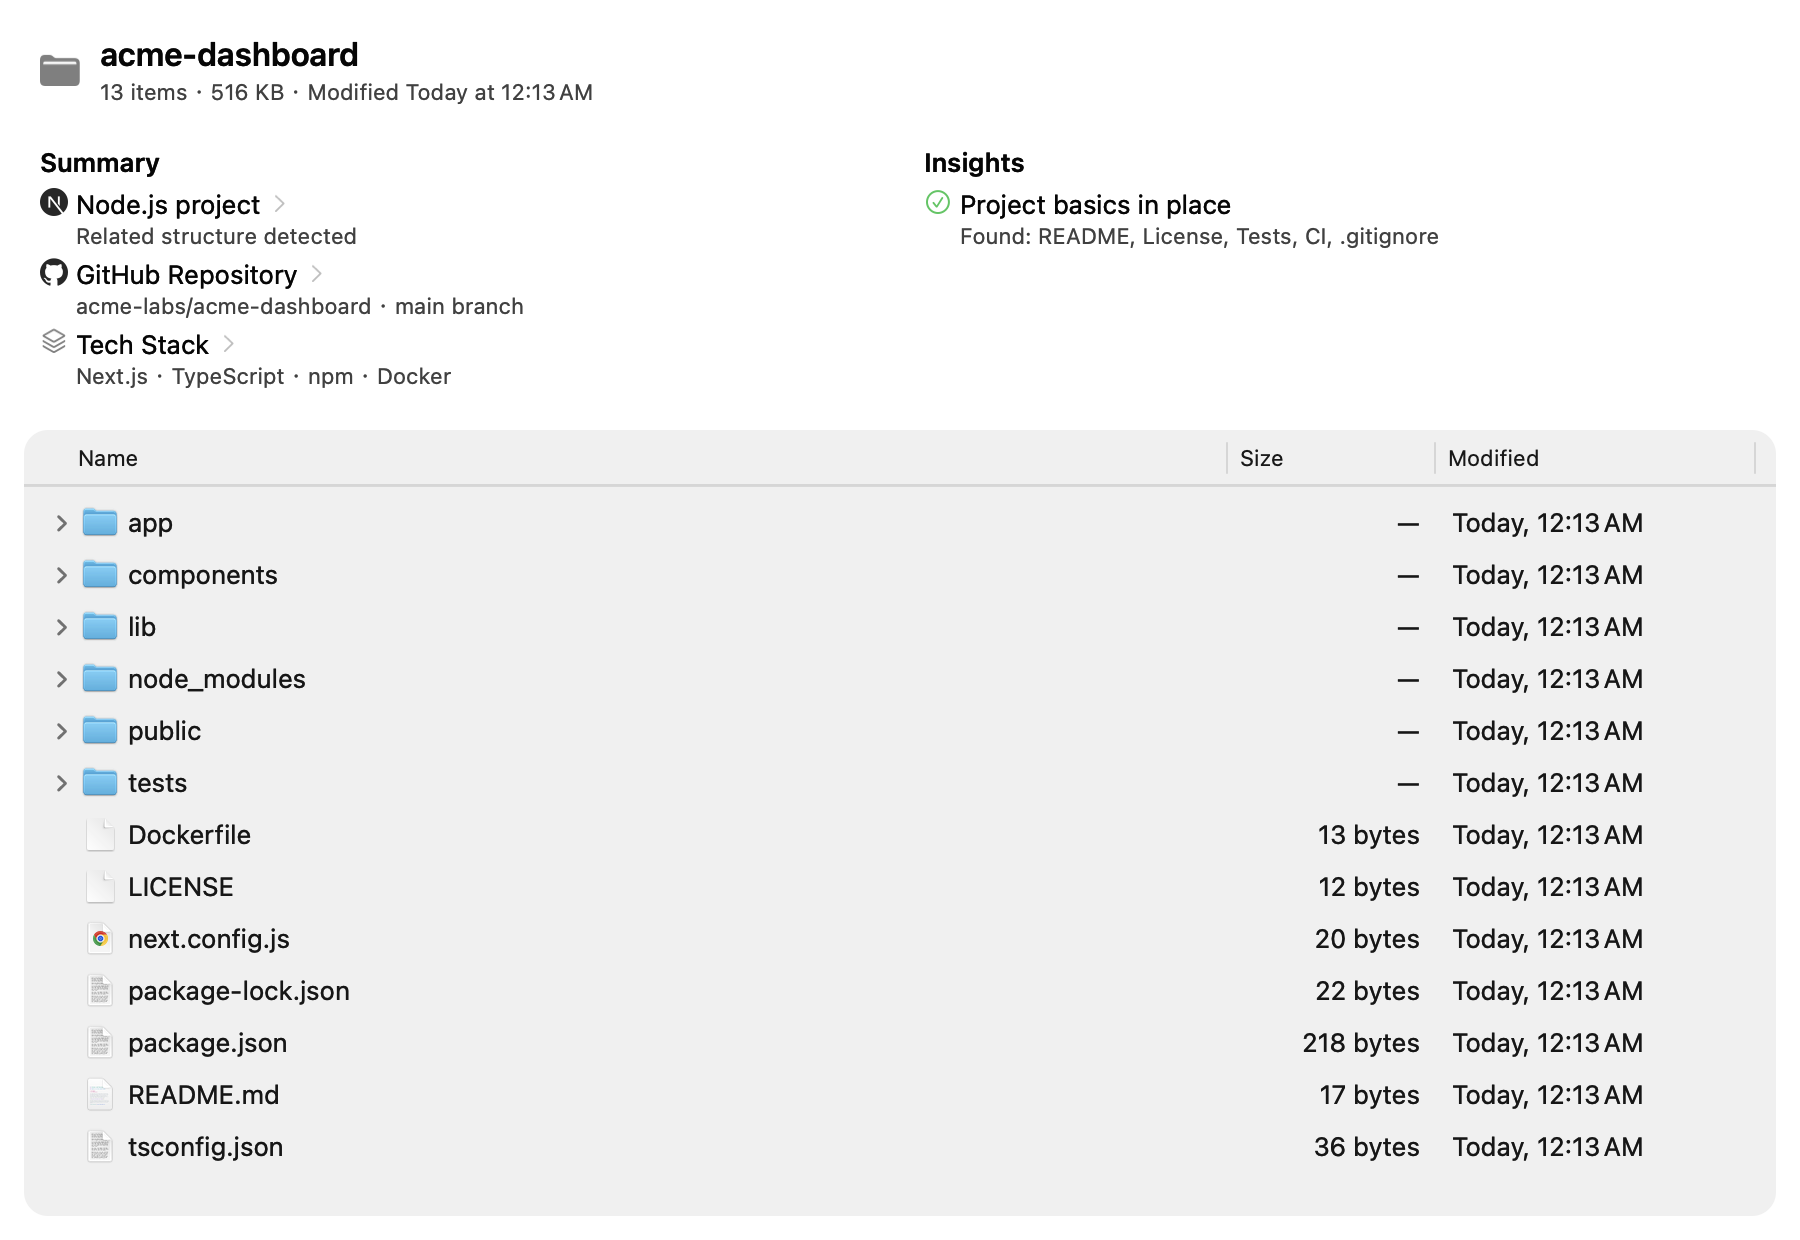 acme-dashboard
13 items · 516 KB · Modified Today at 12:13 AM
Summary
Node.js project
Related structure detected
GitHub Repository
acme-labs/acme-dashboard · main branch
Tech Stack
Next.js · TypeScript · npm · Docker
Insights
Project basics in place
Found: README, License, Tests, CI, .gitignore
Name Size Modified
app — Today, 12:13 AM
components — Today, 12:13 AM
lib — Today, 12:13 AM
node_modules — Today, 12:13 AM
public — Today, 12:13 AM
tests — Today, 12:13 AM
Dockerfile 13 bytes Today, 12:13 AM
LICENSE 12 bytes Today, 12:13 AM
next.config.js 20 bytes Today, 12:13 AM
package-lock.json 22 bytes Today, 12:13 AM
package.json 218 bytes Today, 12:13 AM
README.md 17 bytes Today, 12:13 AM
tsconfig.json 36 bytes Today, 12:13 AM